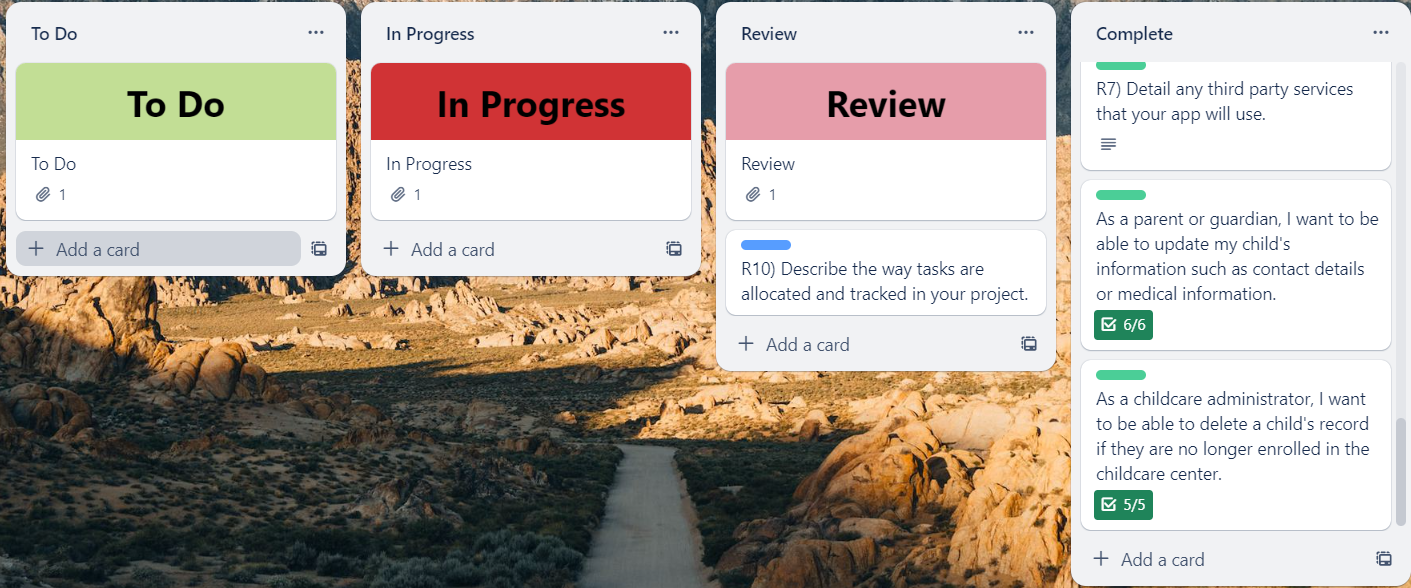 To Do
To Do
To Do
1
Add a card
In Progress
In Progress
In Progress
1
Add a card
Review
Review
Review
1
R10) Describe the way tasks are
allocated and tracked in your project.
Add a card
Complete
R7) Detail any third party services
that your app will use.
As a parent or guardian, I want to be
able to update my child's
information such as contact details
or medical information.
6/6
As a childcare administrator, I want
to be able to delete a child's record
if they are no longer enrolled in the
childcare center.
5/5
Add a card